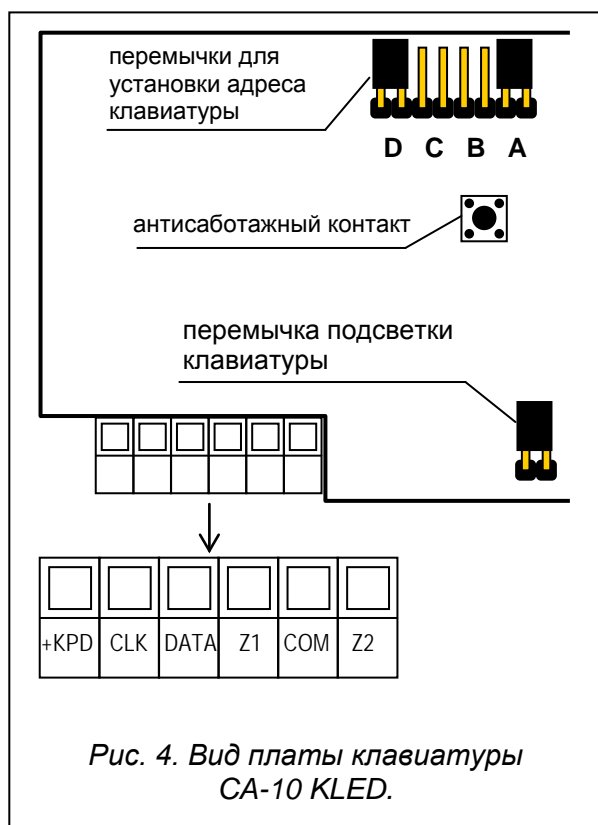 перемычки для
установки адреса
клавиатуры
D C B A
антисаботажный контакт
перемычка подсветки
клавиатуры
+KPD CLK DATA Z1 COM Z2
Рис. 4. Вид платы клавиатуры
CA-10 KLED.